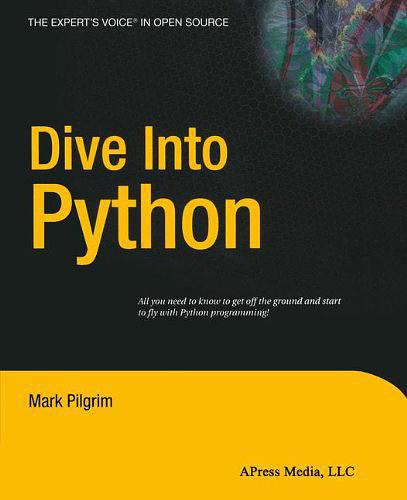 THE EXPERT'S VOICE® IN OPEN SOURCE
Dive Into
Python
All you need to know to get off the ground and start
to fly with Python programming!
Mark Pilgrim
APress Media, LLC